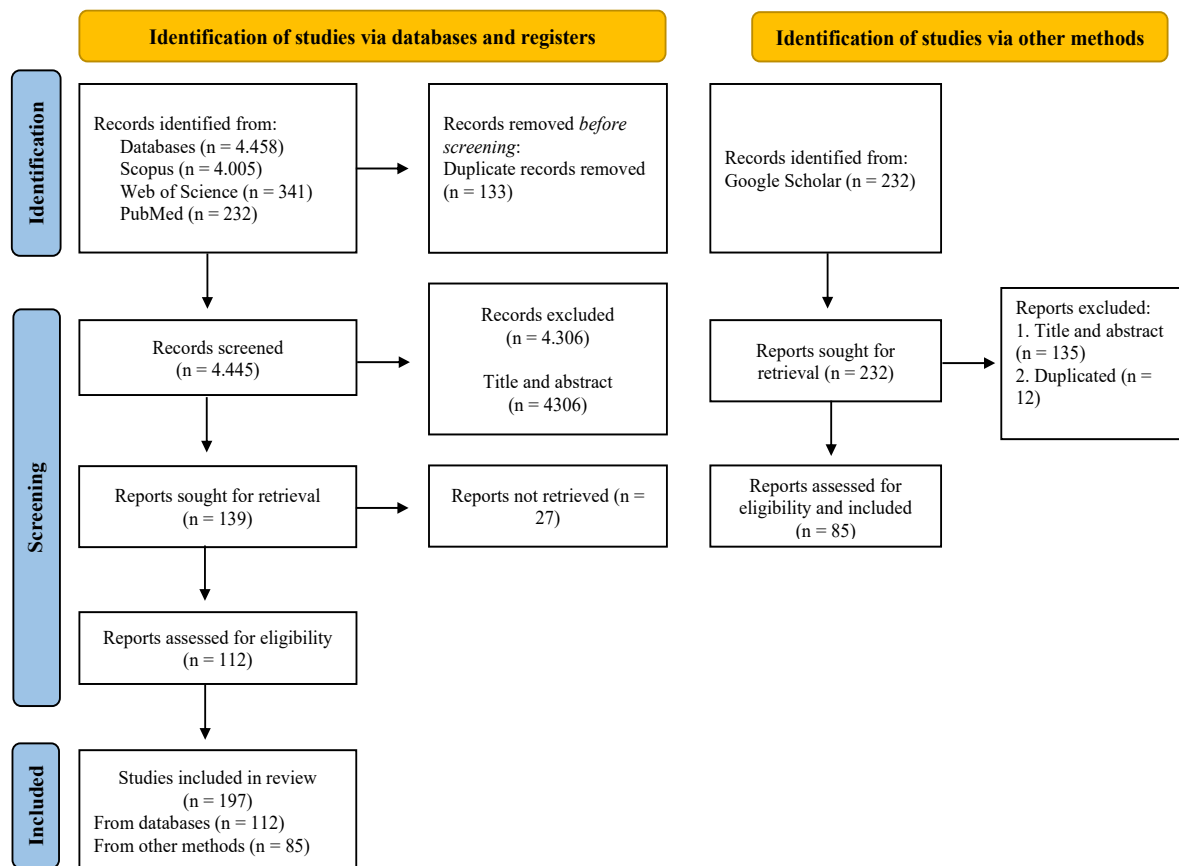 Identification of studies via databases and registers
Identification of studies via other methods
Identification
Records identified from:
Databases (n = 4.458)
Scopus (n = 4.005)
Web of Science (n = 341)
PubMed (n = 232)
Records removed before
screening:
Duplicate records removed
(n = 133)
Records identified from:
Google Scholar (n = 232)
Screening
Records screened
(n = 4.445)
Records excluded
(n = 4.306)
Title and abstract
(n = 4306)
Reports sought for
retrieval (n = 232)
Reports excluded:
1. Title and abstract
(n = 135)
2. Duplicated (n =
12)
Reports sought for retrieval
(n = 139)
Reports not retrieved (n =
27)
Reports assessed for
eligibility and included
(n = 85)
Reports assessed for eligibility
(n = 112)
Included
Studies included in review
(n = 197)
From databases (n = 112)
From other methods (n = 85)